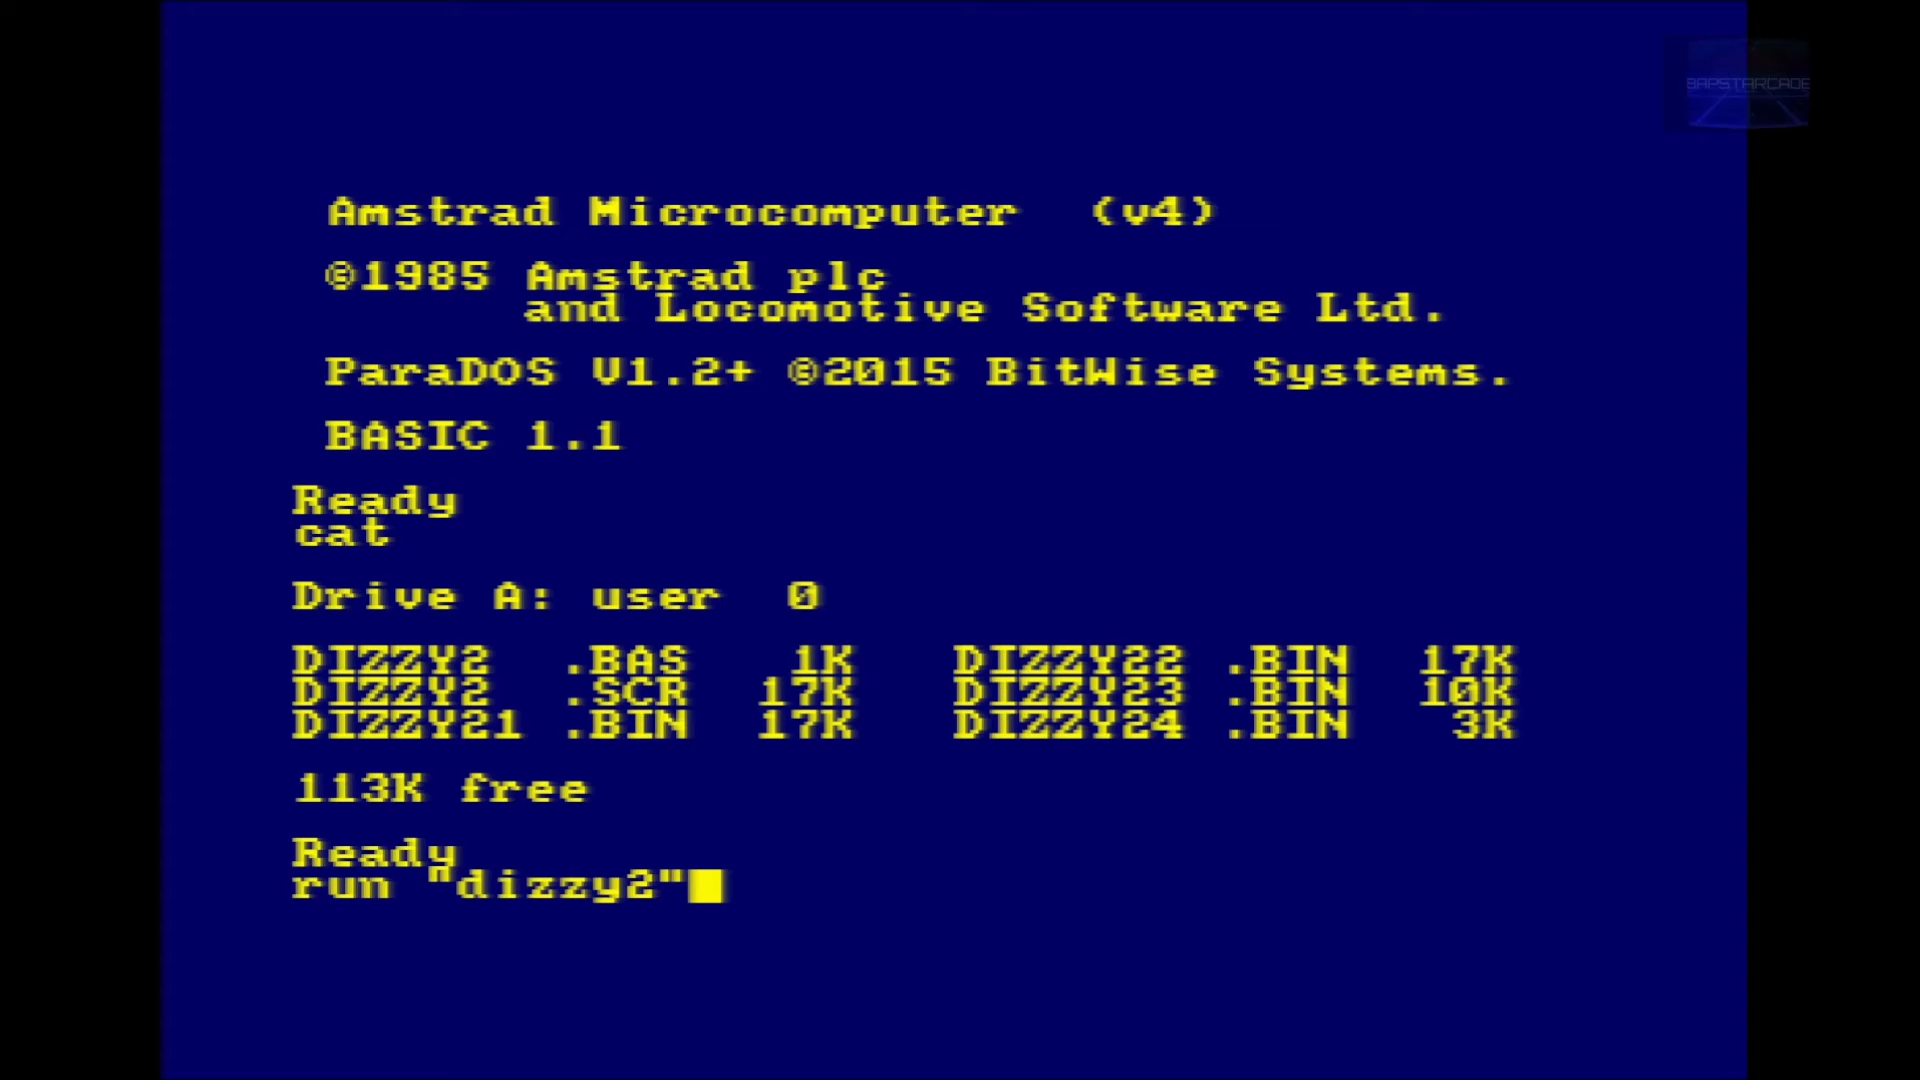 BAPSTARCADE
Amstrad Microcomputer (v4)
©1985 Amstrad plc
and Locomotive Software Ltd.
ParaDOS V1.2+ ©2015 BitWise Systems.
BASIC 1.1
Ready
cat
Drive A: user 0
DIZZY2 .BAS 1K DIZZY22 .BIN 17K
DIZZY2 .SCR 17K DIZZY23 .BIN 10K
DIZZY21 .BIN 17K DIZZY24 .BIN 3K
113K free
Ready
run "dizzy2"